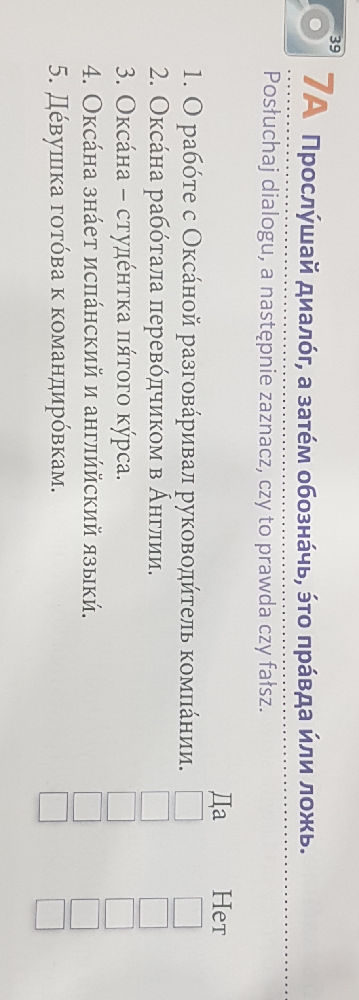 39
7A Прослу́шай диало́г, а зате́м обозна́чь, э́то пра́вда и́ли ложь.
Posłuchaj dialogu, a następnie zaznacz, czy to prawda czy fałsz.
Да Нет
1. О рабо́те с Окса́ной разгова́ривал руководи́тель компа́нии.
2. Окса́на рабо́тала перево́дчиком в А́нглии.
3. Окса́на – студе́нтка пя́того ку́рса.
4. Окса́на зна́ет испа́нский и англи́йский языки́.
5. Де́вушка гото́ва к командиро́вкам.